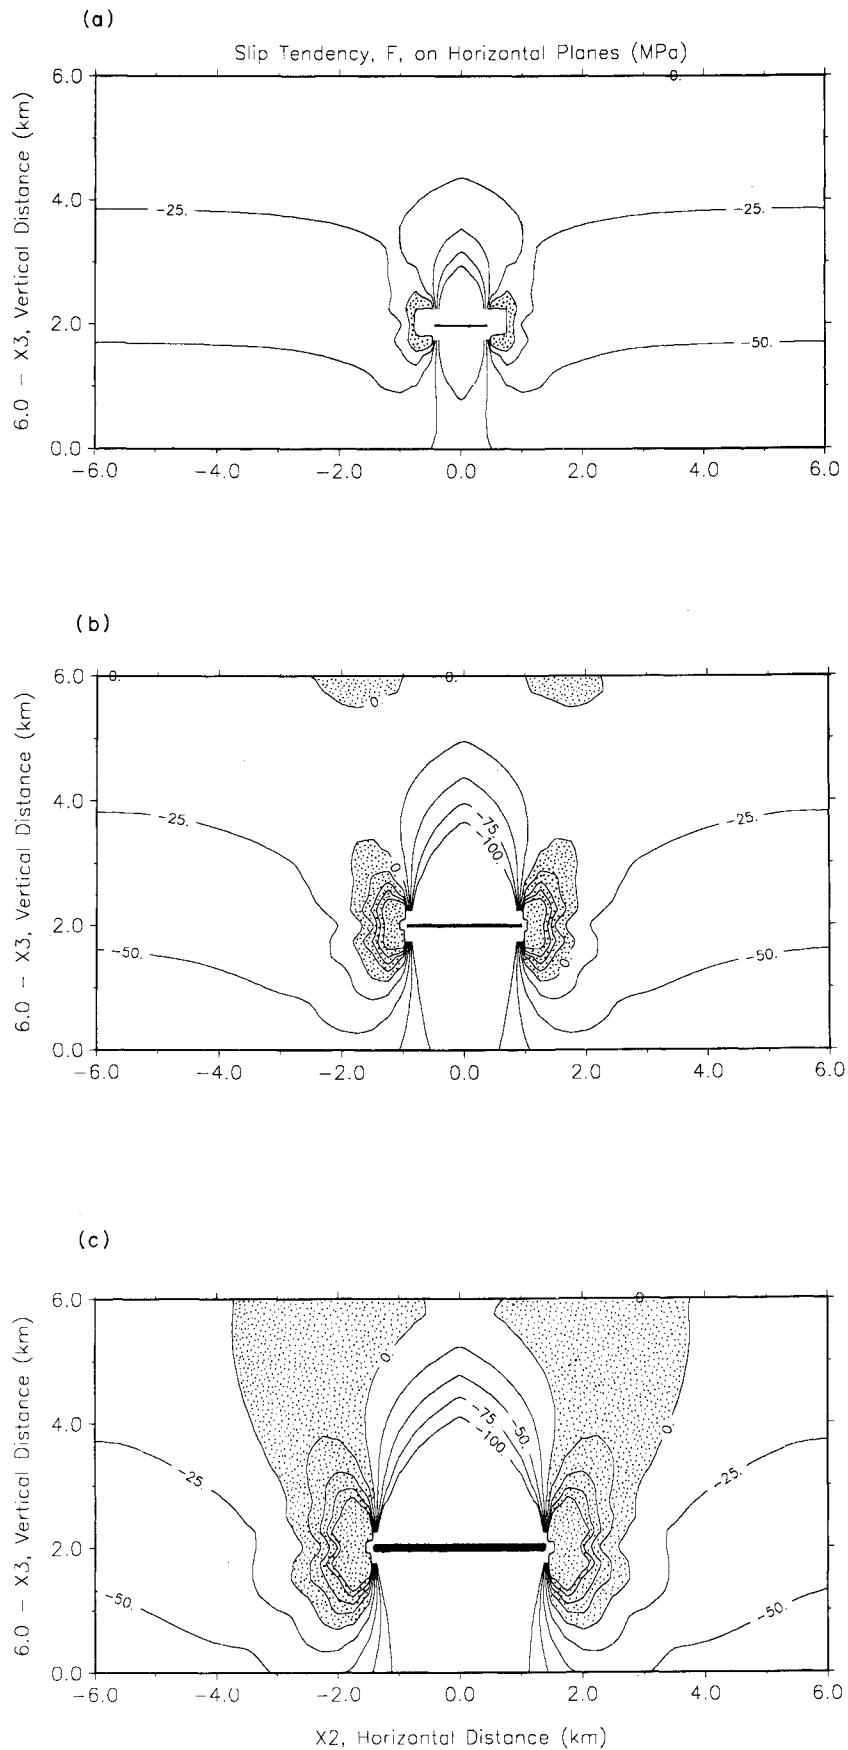 (a)
Slip Tendency, F, on Horizontal Planes (MPa)
6.0 0.
6.0 – X3, Vertical Distance (km)
4.0 -25. -25.
2.0 -50.
0.0
-6.0 -4.0 -2.0 0.0 2.0 4.0 6.0
(b)
6.0 0. 0.
0.
6.0 – X3, Vertical Distance (km)
4.0 -25. -75. -25.
-100.
0 0
2.0 -50. -50.
0
0.0
-6.0 -4.0 -2.0 0.0 2.0 4.0 6.0
(c)
6.0 0
0
6.0 – X3, Vertical Distance (km)
4.0 -75. -50. 0
-100.
-25. -25.
2.0
-50. -50.
0.0
-6.0 -4.0 -2.0 0.0 2.0 4.0 6.0
X2, Horizontal Distance (km)